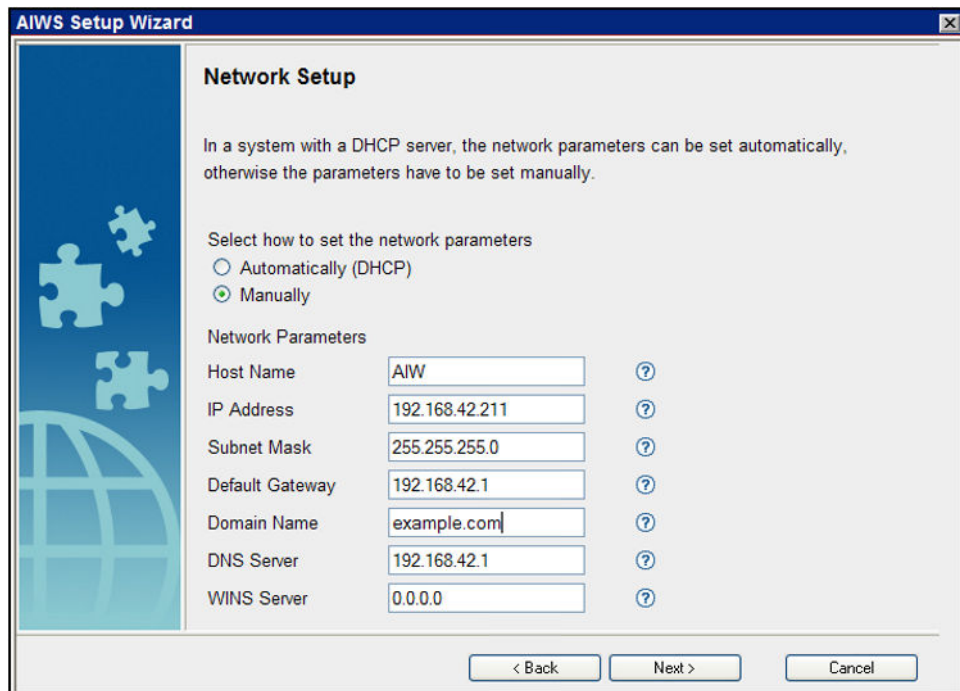 AIWS Setup Wizard
Network Setup
In a system with a DHCP server, the network parameters can be set automatically,
otherwise the parameters have to be set manually.
Select how to set the network parameters
Automatically (DHCP)
Manually
Network Parameters
Host Name AIW ?
IP Address 192.168.42.211 ?
Subnet Mask 255.255.255.0 ?
Default Gateway 192.168.42.1 ?
Domain Name example.com ?
DNS Server 192.168.42.1 ?
WINS Server 0.0.0.0 ?
< Back Next > Cancel